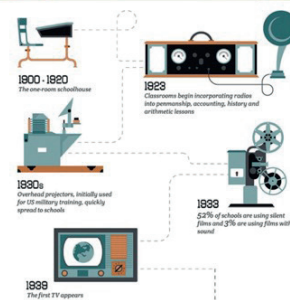 1800 - 1920
The one-room schoolhouse
1923
Classrooms begin incorporating radios
into penmanship, accounting, history and
arithmetic lessons
1930s
Overhead projectors, initially used
for US military training, quickly
spread to schools
1933
52% of schools are using silent
films and 3% are using films with
sound
1939
The first TV appears